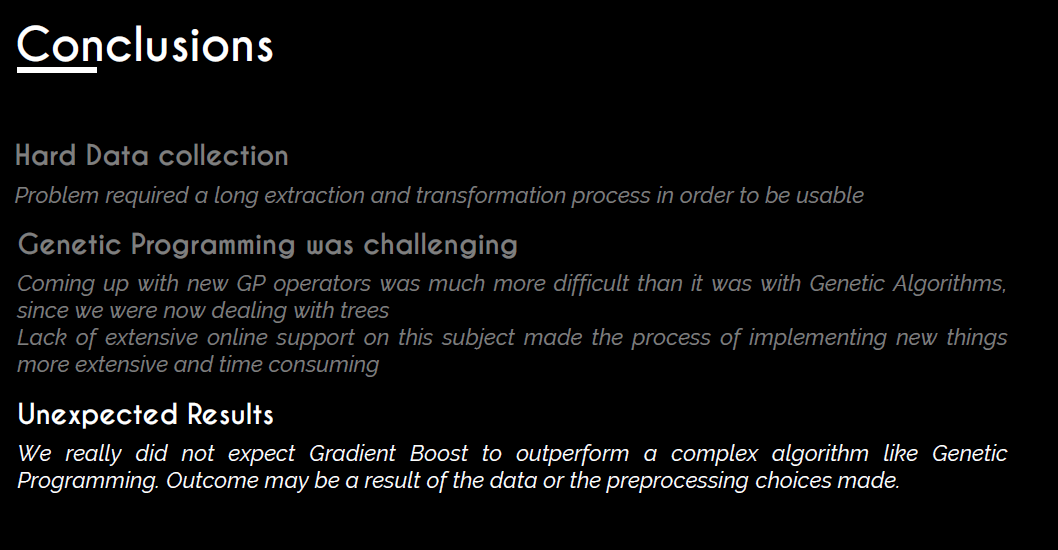 Conclusions
Hard Data collection
Problem required a long extraction and transformation process in order to be usable
Genetic Programming was challenging
Coming up with new GP operators was much more difficult than it was with Genetic Algorithms,
since we were now dealing with trees
Lack of extensive online support on this subject made the process of implementing new things
more extensive and time consuming
Unexpected Results
We really did not expect Gradient Boost to outperform a complex algorithm like Genetic
Programming. Outcome may be a result of the data or the preprocessing choices made.